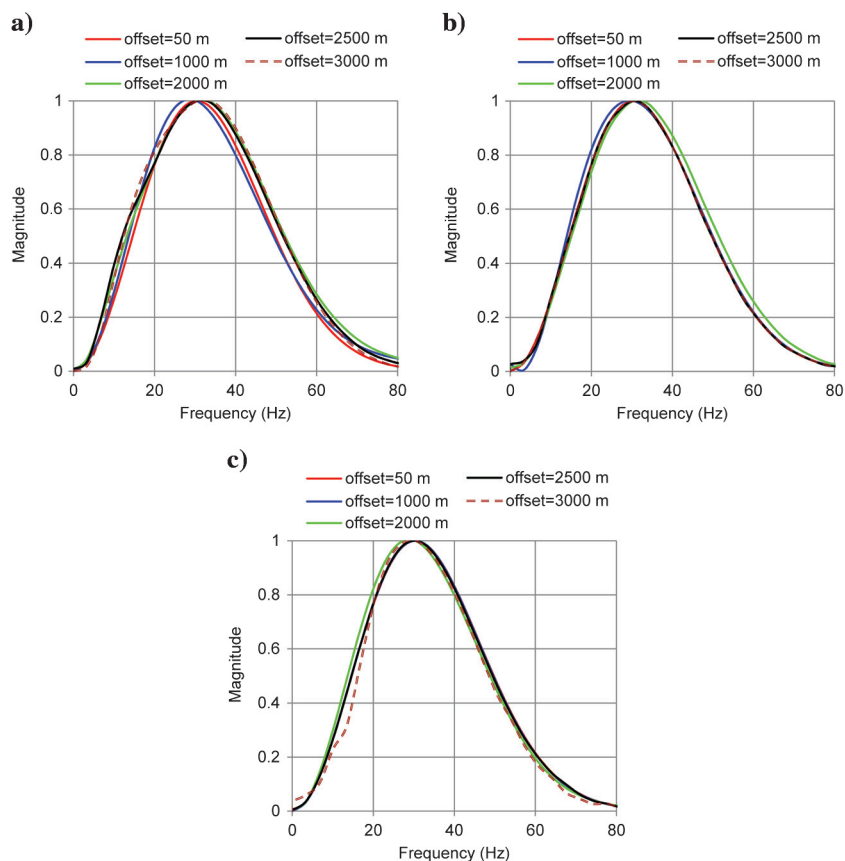 a)
offset=50 m offset=2500 m
offset=1000 m offset=3000 m
offset=2000 m
1
0.8
0.6
0.4
0.2
0
Magnitude
0 20 40 60 80
Frequency (Hz)
b)
offset=50 m offset=2500 m
offset=1000 m offset=3000 m
offset=2000 m
1
0.8
0.6
0.4
0.2
0
Magnitude
0 20 40 60 80
Frequency (Hz)
c)
offset=50 m offset=2500 m
offset=1000 m offset=3000 m
offset=2000 m
1
0.8
0.6
0.4
0.2
0
Magnitude
0 20 40 60 80
Frequency (Hz)